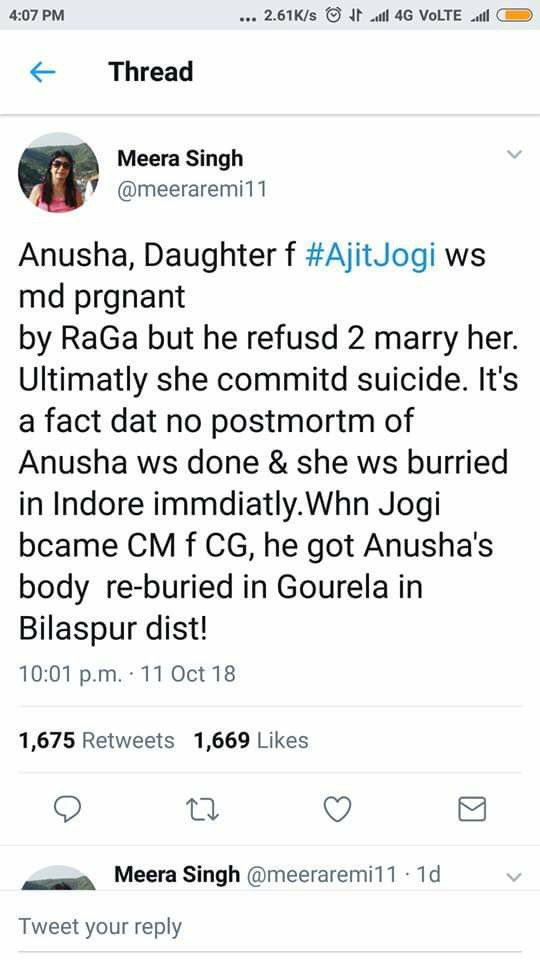 4:07 PM
... 2.61K/s 4G VoLTE
Thread
Meera Singh
@meeraremi11
Anusha, Daughter f #AjitJogi ws
md prgnant
by RaGa but he refusd 2 marry her.
Ultimatly she commitd suicide. It's
a fact dat no postmortm of
Anusha ws done & she ws burried
in Indore immdiatly.Whn Jogi
bcame CM f CG, he got Anusha's
body  re-buried in Gourela in
Bilaspur dist!
10:01 p.m. · 11 Oct 18
1,675 Retweets 1,669 Likes
Meera Singh @meeraremi11 · 1d
Tweet your reply